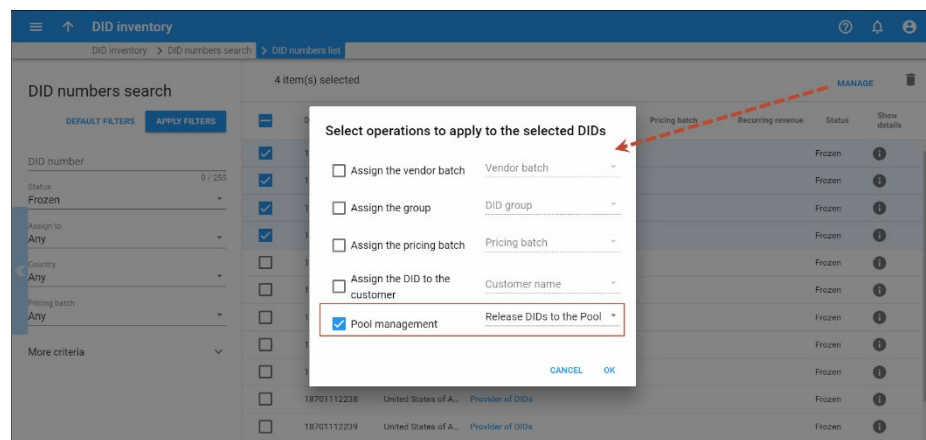 DID inventory
DID inventory > DID numbers search > DID numbers list
DID numbers search
4 item(s) selected
MANAGE
DEFAULT FILTERS
APPLY FILTERS
Pricing batch
Recurring revenue
Status
Show
details
DID number
0 / 255
Status
Frozen
Assign to
Any
Country
Any
Pricing batch
Any
More criteria
Select operations to apply to the selected DIDs
Assign the vendor batch
Vendor batch
Assign the group
DID group
Assign the pricing batch
Pricing batch
Assign the DID to the
customer
Customer name
Pool management
Release DIDs to the Pool
CANCEL
OK
Frozen
Frozen
Frozen
Frozen
Frozen
Frozen
Frozen
Frozen
Frozen
18701112238 United States of A... Provider of DIDs Frozen
18701112239 United States of A... Provider of DIDs Frozen